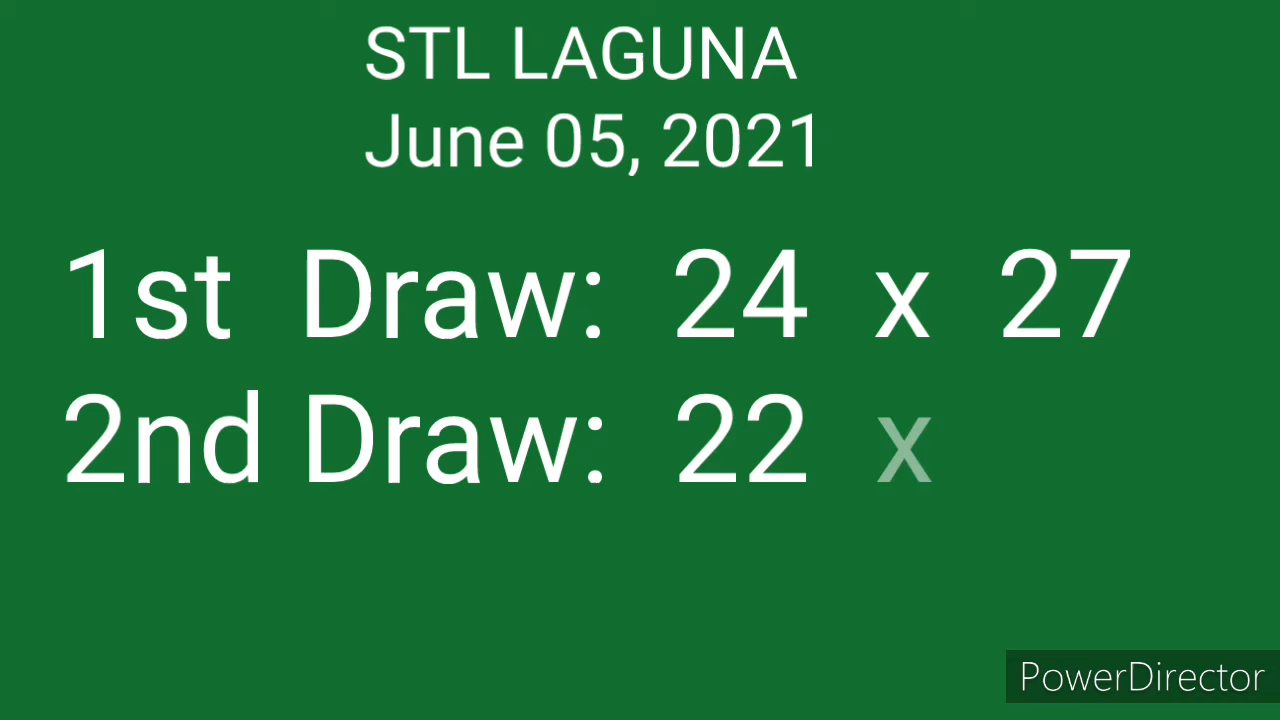 STL LAGUNA
June 05, 2021
1st Draw: 24 x 27
2nd Draw: 22 x
PowerDirector